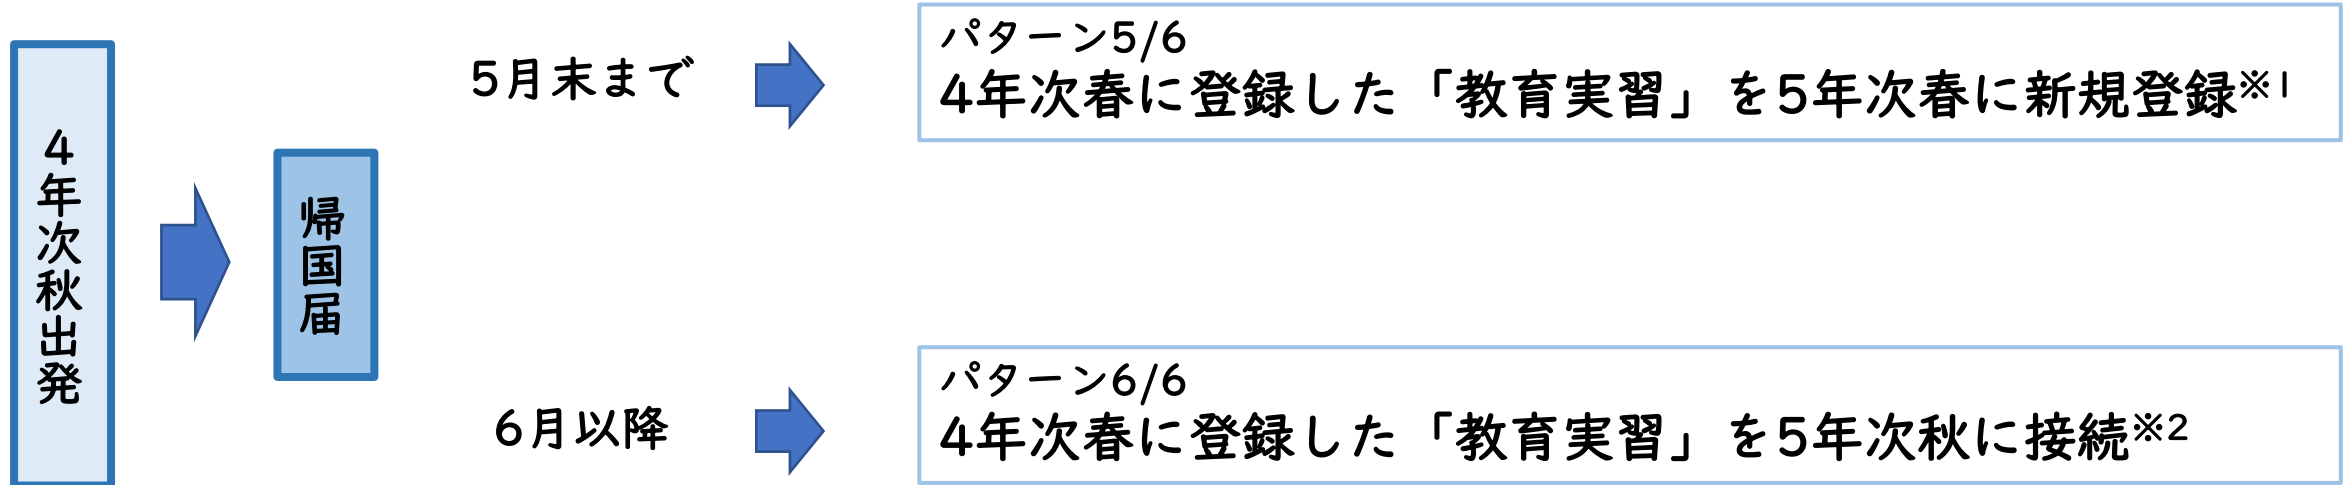 4年次秋出発
帰国届
5月末まで
パターン5/6
4年次春に登録した「教育実習」を5年次春に新規登録※1
6月以降
パターン6/6
4年次春に登録した「教育実習」を5年次秋に接続※2